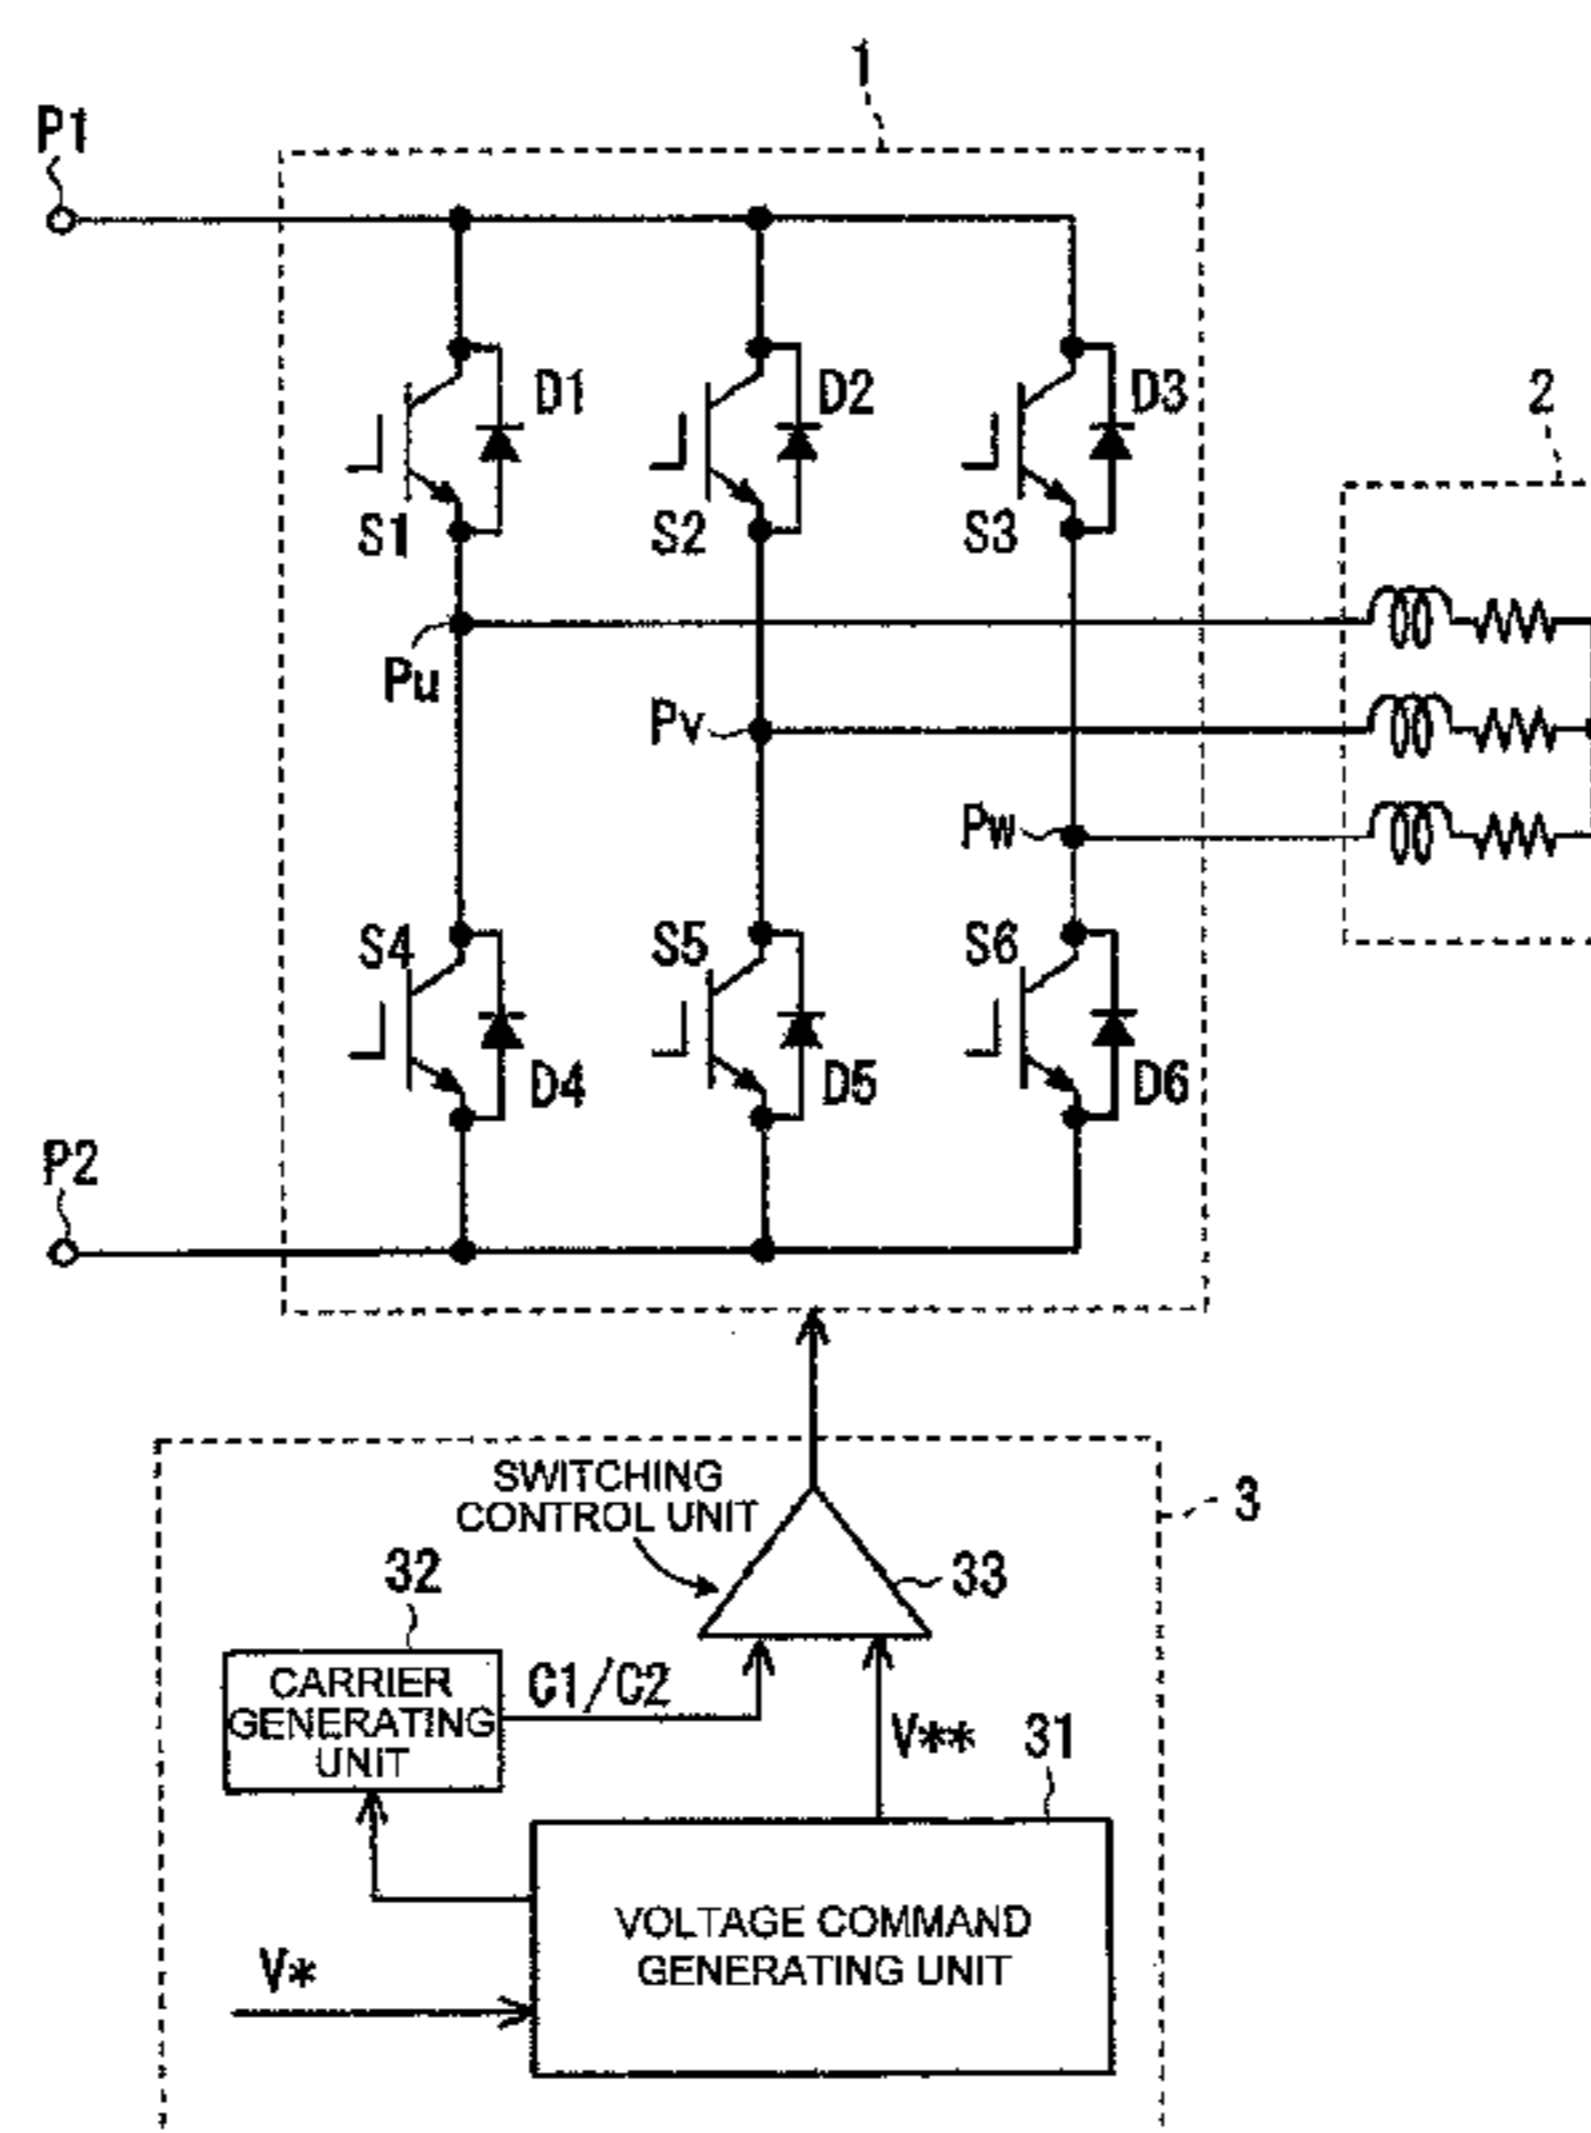 1
P1
D1
D2
D3
2
S1
S2
S3
Pu
Pv
Pw
S4
S5
S6
D4
D5
D6
P2
SWITCHING
CONTROL UNIT
3
32
33
CARRIER
GENERATING
UNIT
C1/C2
V**
31
VOLTAGE COMMAND
GENERATING UNIT
V*